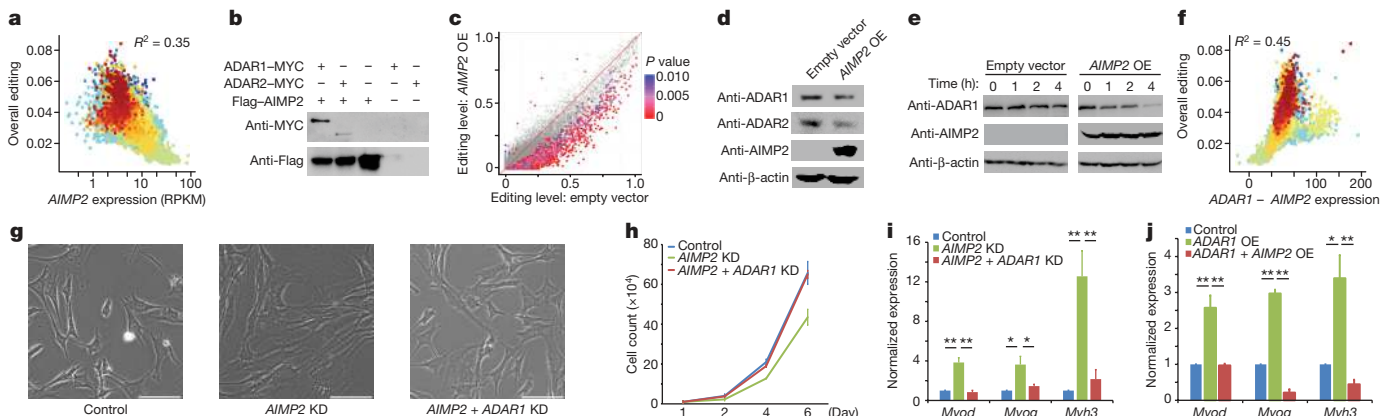 a
R² = 0.35
Overall editing
0.08
0.06
0.04
0.02
1
10
100
AIMP2 expression (RPKM)
b
ADAR1–MYC + – – + –
ADAR2–MYC – + – – +
Flag–AIMP2 + + + – –
Anti-MYC
Anti-Flag
c
Editing level: AIMP2 OE
1.0
0.5
0
0
0.5
1.0
Editing level: empty vector
P value
0.010
0.005
0
d
Empty vector
AIMP2 OE
Anti-ADAR1
Anti-ADAR2
Anti-AIMP2
Anti-β-actin
e
Empty vector
AIMP2 OE
Time (h): 0 1 2 4 0 1 2 4
Anti-ADAR1
Anti-AIMP2
Anti-β-actin
f
R² = 0.45
Overall editing
0.08
0.06
0.04
0.02
0
100
200
ADAR1 – AIMP2 expression
g
Control
AIMP2 KD
AIMP2 + ADAR1 KD
h
Control
AIMP2 KD
AIMP2 + ADAR1 KD
Cell count (×10⁻⁴)
80
60
40
20
0
1 2 4 6 (Day)
i
Control
AIMP2 KD
AIMP2 + ADAR1 KD
Normalized expression
16
12
8
4
0
** **
* *
** **
Myod Myog Myh3
j
Control
ADAR1 OE
ADAR1 + AIMP2 OE
Normalized expression
5
4
3
2
1
0
** **
** **
* **
Myod Myog Myh3